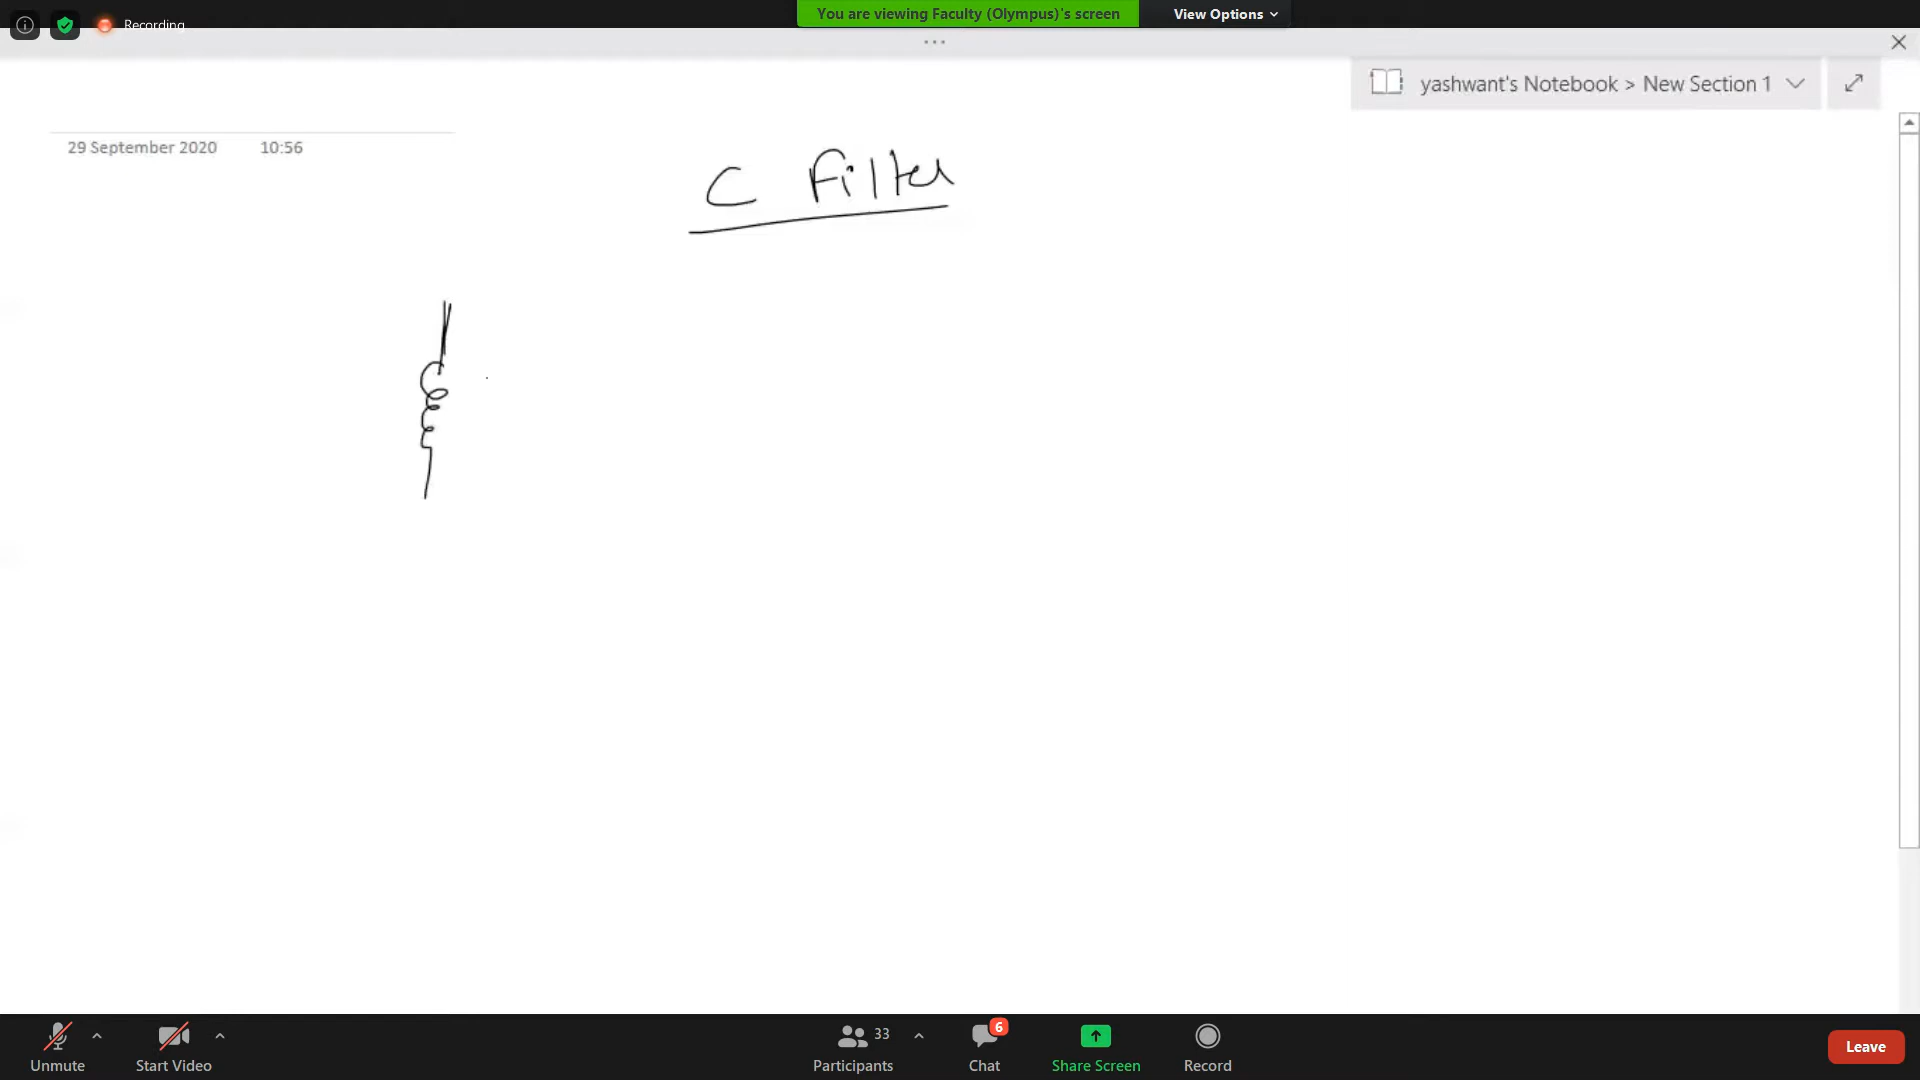 Recording
You are viewing Faculty (Olympus)'s screen
View Options
yashwant's Notebook > New Section 1
29 September 2020 10:56
C Filter
Unmute
Start Video
33
Participants
6
Chat
Share Screen
Record
Leave